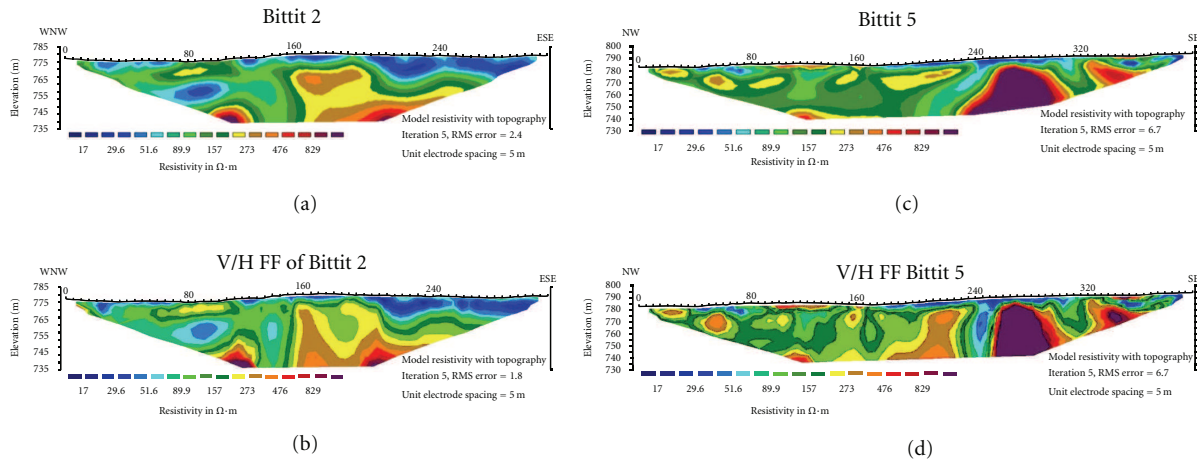 Bittit 2
WNW
ESE
785
775
765
755
745
735
Elevation (m)
0
80
160
240
Model resistivity with topography
Iteration 5, RMS error = 2.4
Unit electrode spacing = 5 m
17 29.6 51.6 89.9 157 273 476 829
Resistivity in Ω·m
(a)
Bittit 5
NW
SE
800
790
780
770
760
750
740
730
Elevation (m)
0
80
160
240
320
Model resistivity with topography
Iteration 5, RMS error = 6.7
Unit electrode spacing = 5 m
17 29.6 51.6 89.9 157 273 476 829
Resistivity in Ω·m
(c)
V/H FF of Bittit 2
WNW
ESE
785
775
765
755
745
735
Elevation (m)
0
80
160
240
Model resistivity with topography
Iteration 5, RMS error = 1.8
Unit electrode spacing = 5 m
17 29.6 51.6 89.9 157 273 476 829
Resistivity in Ω·m
(b)
V/H FF Bittit 5
NW
SE
800
790
780
770
760
750
740
730
Elevation (m)
0
80
160
240
320
Model resistivity with topography
Iteration 5, RMS error = 6.7
Unit electrode spacing = 5 m
17 29.6 51.6 89.9 157 273 476 829
Resistivity in Ω·m
(d)